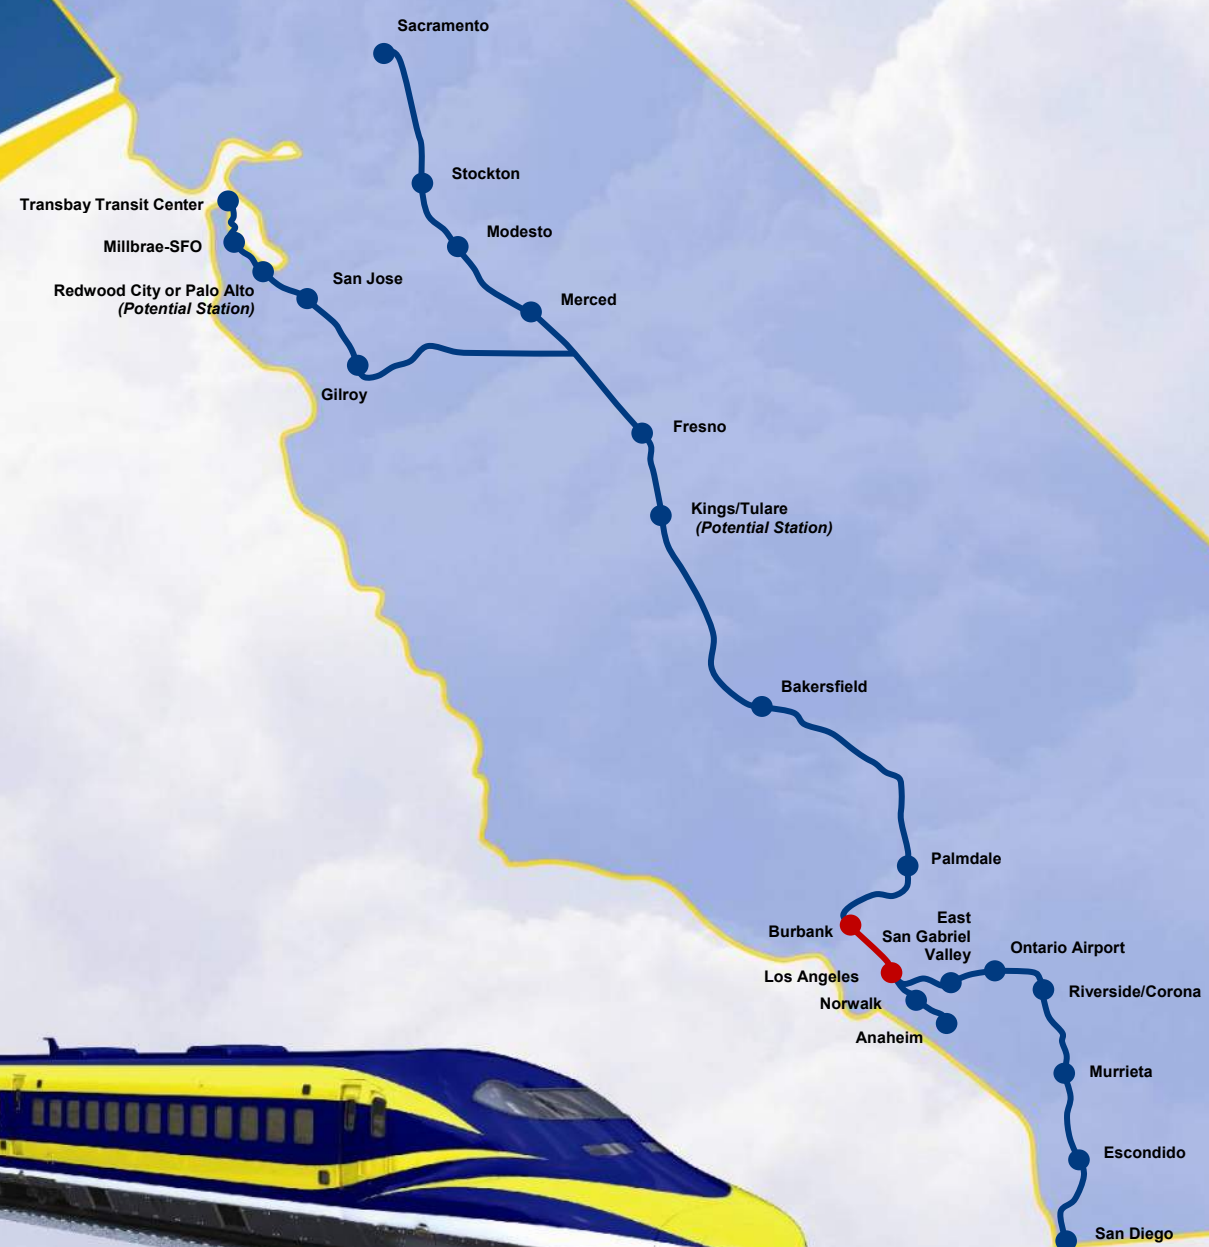 Sacramento
Stockton
Transbay Transit Center
Modesto
Millbrae-SFO
San Jose
Redwood City or Palo Alto
(Potential Station)
Merced
Gilroy
Fresno
Kings/Tulare
(Potential Station)
Bakersfield
Palmdale
Burbank
East
San Gabriel
Valley
Ontario Airport
Los Angeles
Riverside/Corona
Norwalk
Anaheim
Murrieta
Escondido
San Diego